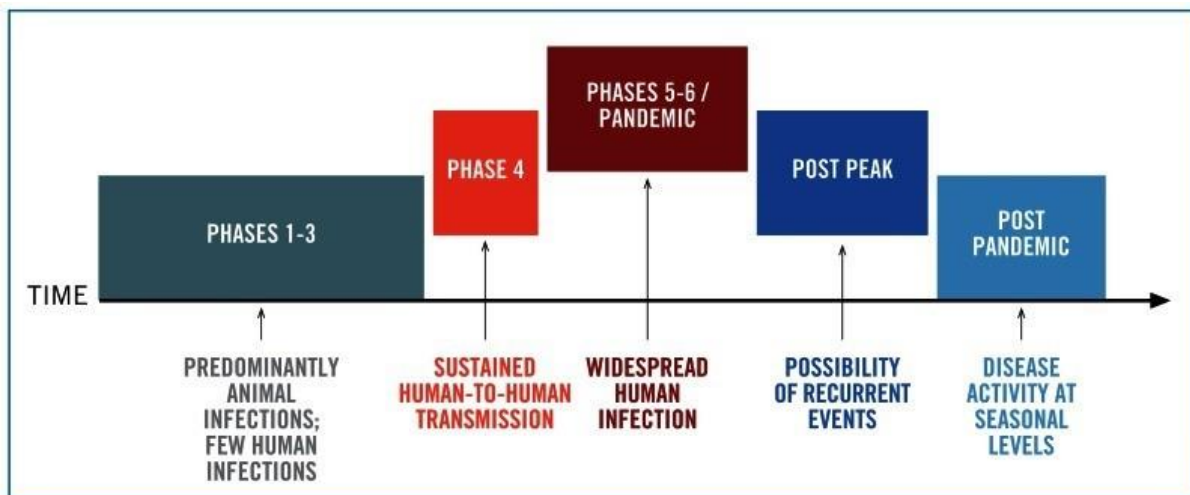 PHASES 5-6 /
PANDEMIC
PHASE 4
POST PEAK
PHASES 1-3
POST
PANDEMIC
TIME
PREDOMINANTLY
ANIMAL
INFECTIONS;
FEW HUMAN
INFECTIONS
SUSTAINED
HUMAN-TO-HUMAN
TRANSMISSION
WIDESPREAD
HUMAN
INFECTION
POSSIBILITY
OF RECURRENT
EVENTS
DISEASE
ACTIVITY AT
SEASONAL
LEVELS